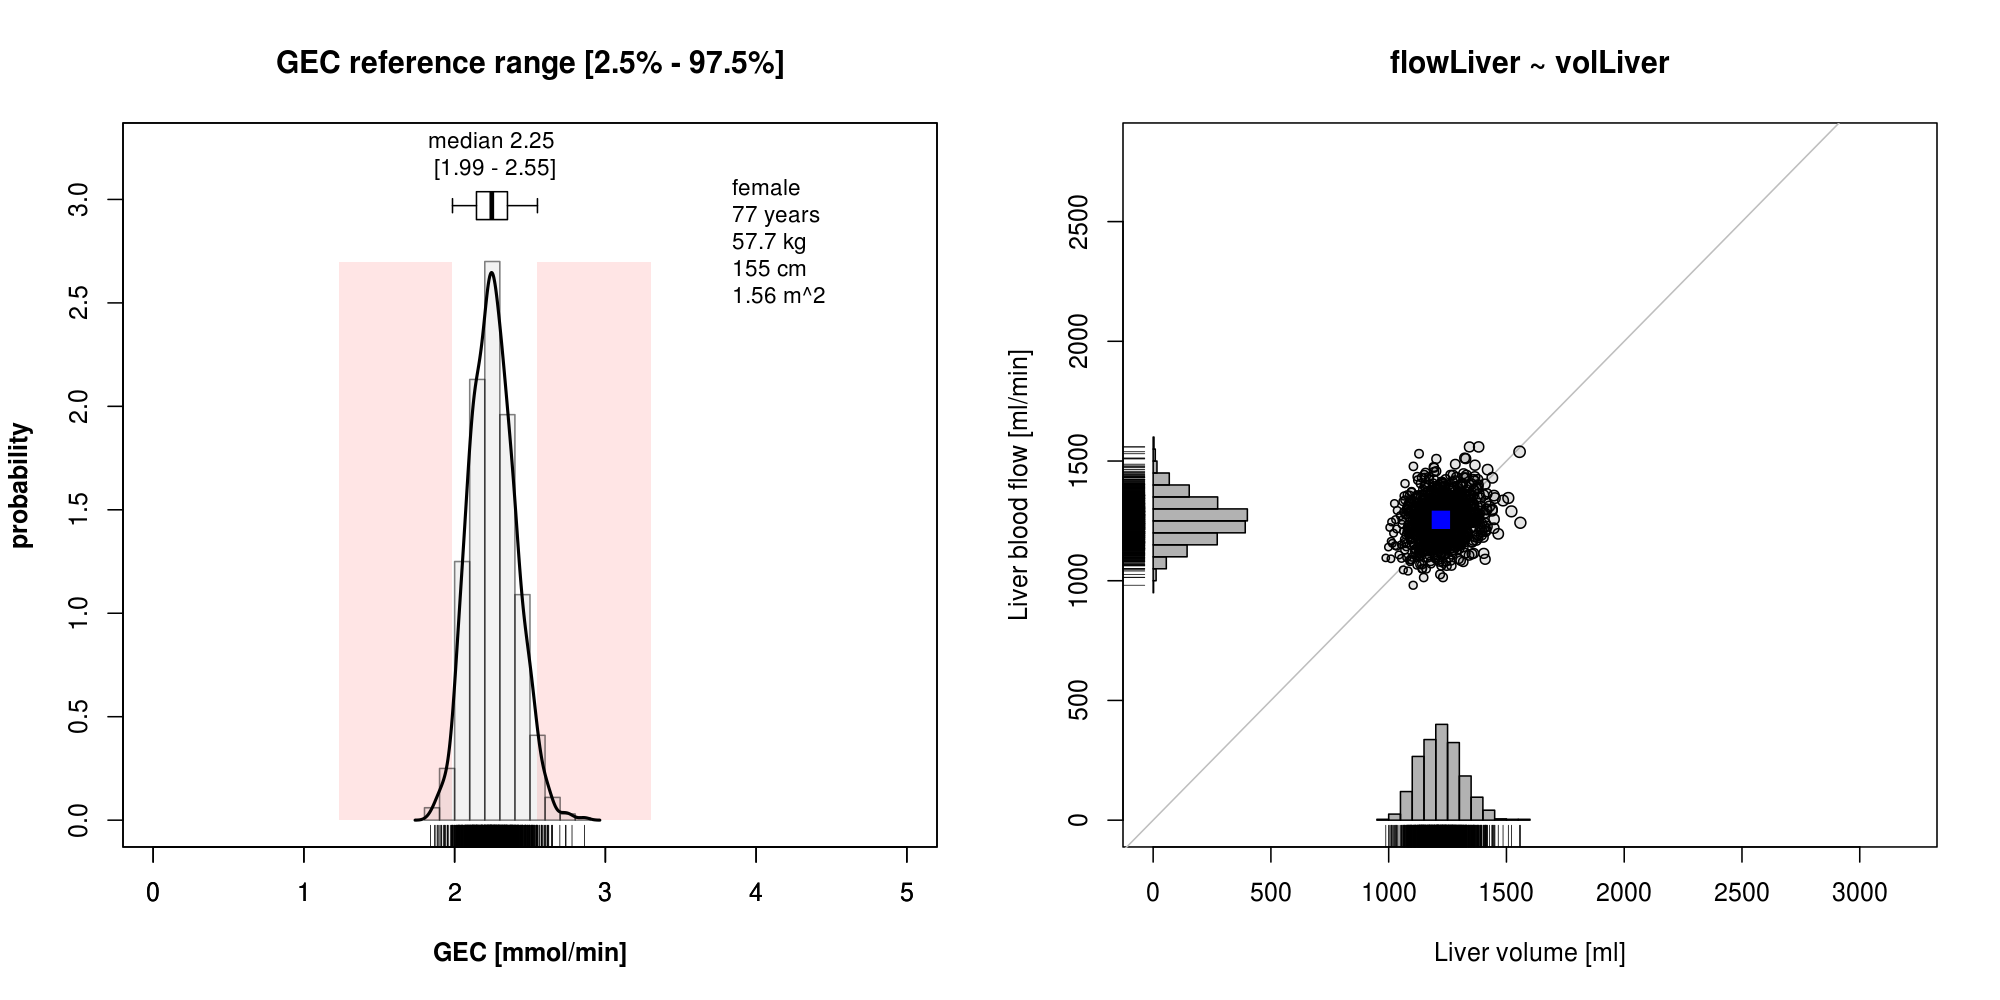 GEC reference range [2.5% - 97.5%]
median 2.25
[1.99 - 2.55]
female
77 years
57.7 kg
155 cm
1.56 m^2
probability
3.0
2.5
2.0
1.5
1.0
0.5
0.0
0 1 2 3 4 5
GEC [mmol/min]
flowLiver ~ volLiver
Liver blood flow [ml/min]
2500
2000
1500
1000
500
0
0 500 1000 1500 2000 2500 3000
Liver volume [ml]